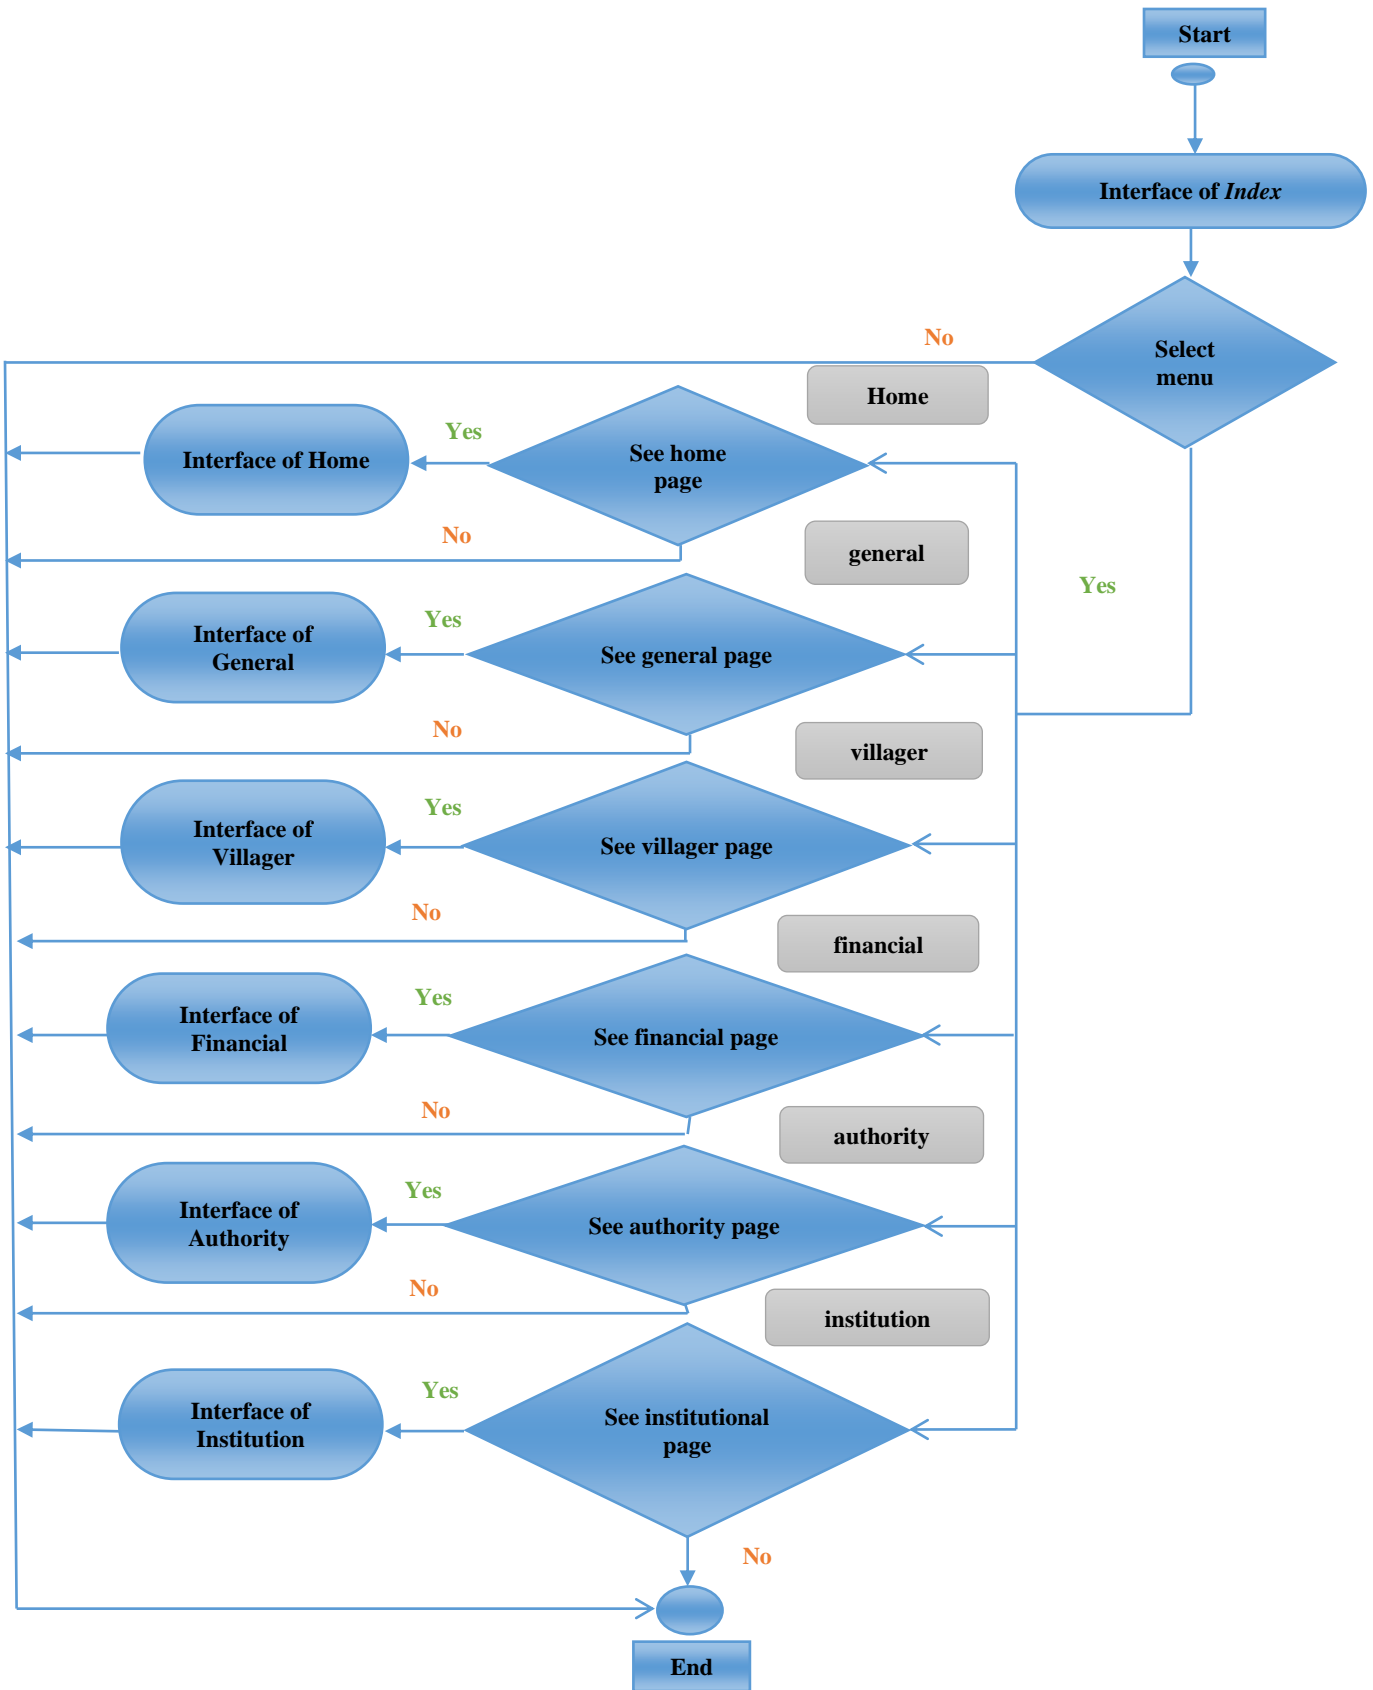 Start
Interface of Index
Select
menu
No
Home
Yes
See home
page
Interface of Home
No
general
Yes
Yes
See general page
Interface of
General
No
villager
Yes
See villager page
Interface of
Villager
No
financial
Yes
See financial page
Interface of
Financial
No
authority
Yes
See authority page
Interface of
Authority
No
institution
Yes
See institutional
page
Interface of
Institution
No
End